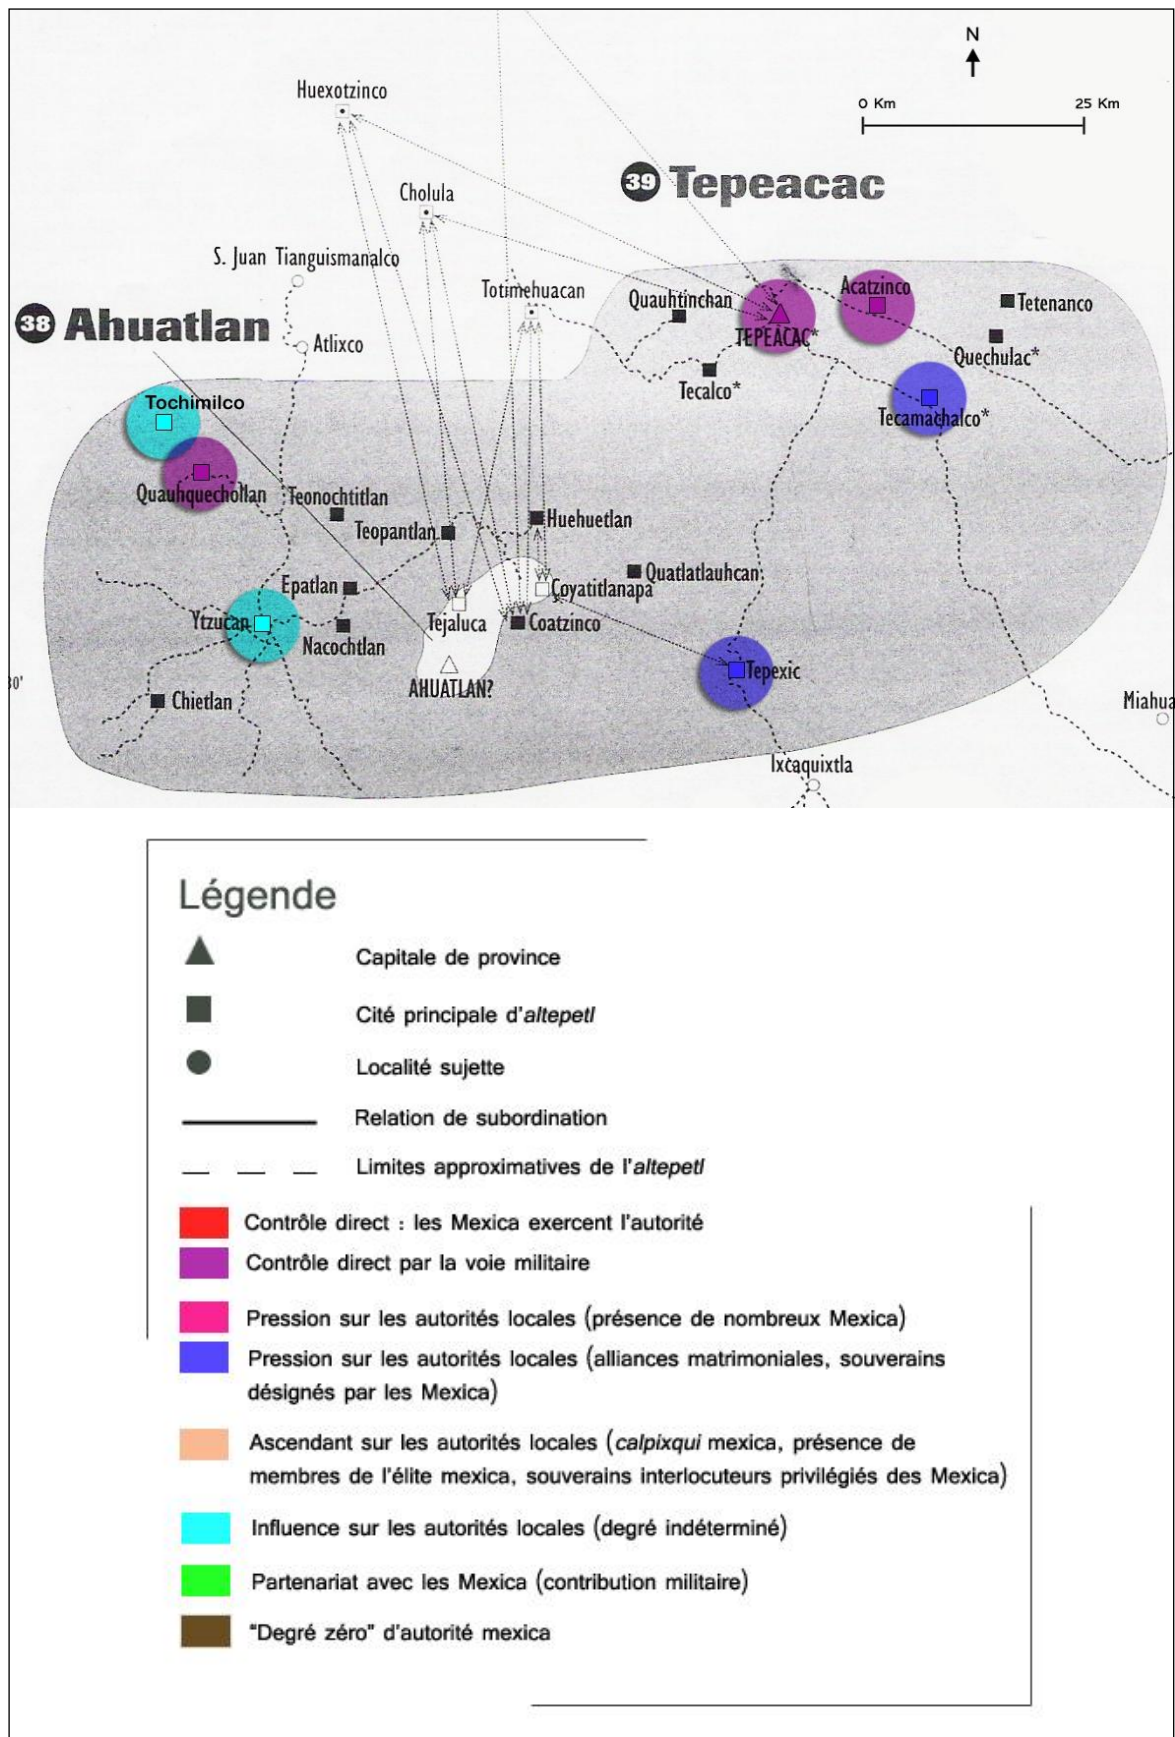 N
0 Km 25 Km
Huexotzinco
39 Tepeacac
Cholula
S. Juan Tianguismanalco
Totimehuacan
Quauhtinchan
Acatzinco
Tetenanco
38 Ahuatlan
TEPEACAC*
Atlixco
Quechulac*
Tecalco*
Tochimilco
Tecamachalco*
Quauhquechollan
Teonochtitlan
Teopantlan
Huehuetlan
Epatlan
Quatlatlauhcan
Coyatitlanapa
Ytzucan
Tejaluca
Coatzinco
Nacochtlan
Tepexic
30'
AHUATLAN?
Chietlan
Miahua
Ixcaquixtla
Légende
Capitale de province
Cité principale d'altepetl
Localité sujette
Relation de subordination
Limites approximatives de l'altepetl
Contrôle direct : les Mexica exercent l'autorité
Contrôle direct par la voie militaire
Pression sur les autorités locales (présence de nombreux Mexica)
Pression sur les autorités locales (alliances matrimoniales, souverains
désignés par les Mexica)
Ascendant sur les autorités locales (calpixqui mexica, présence de
membres de l'élite mexica, souverains interlocuteurs privilégiés des Mexica)
Influence sur les autorités locales (degré indéterminé)
Partenariat avec les Mexica (contribution militaire)
"Degré zéro" d'autorité mexica